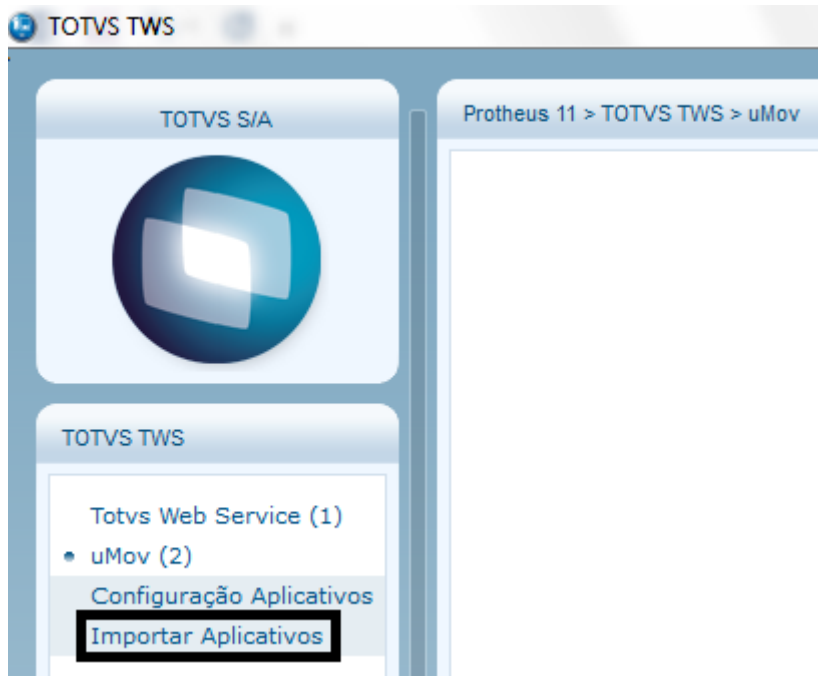 TOTVS TWS
TOTVS S/A
Protheus 11 > TOTVS TWS > uMov
TOTVS TWS
Totvs Web Service (1)
uMov (2)
Configuração Aplicativos
Importar Aplicativos